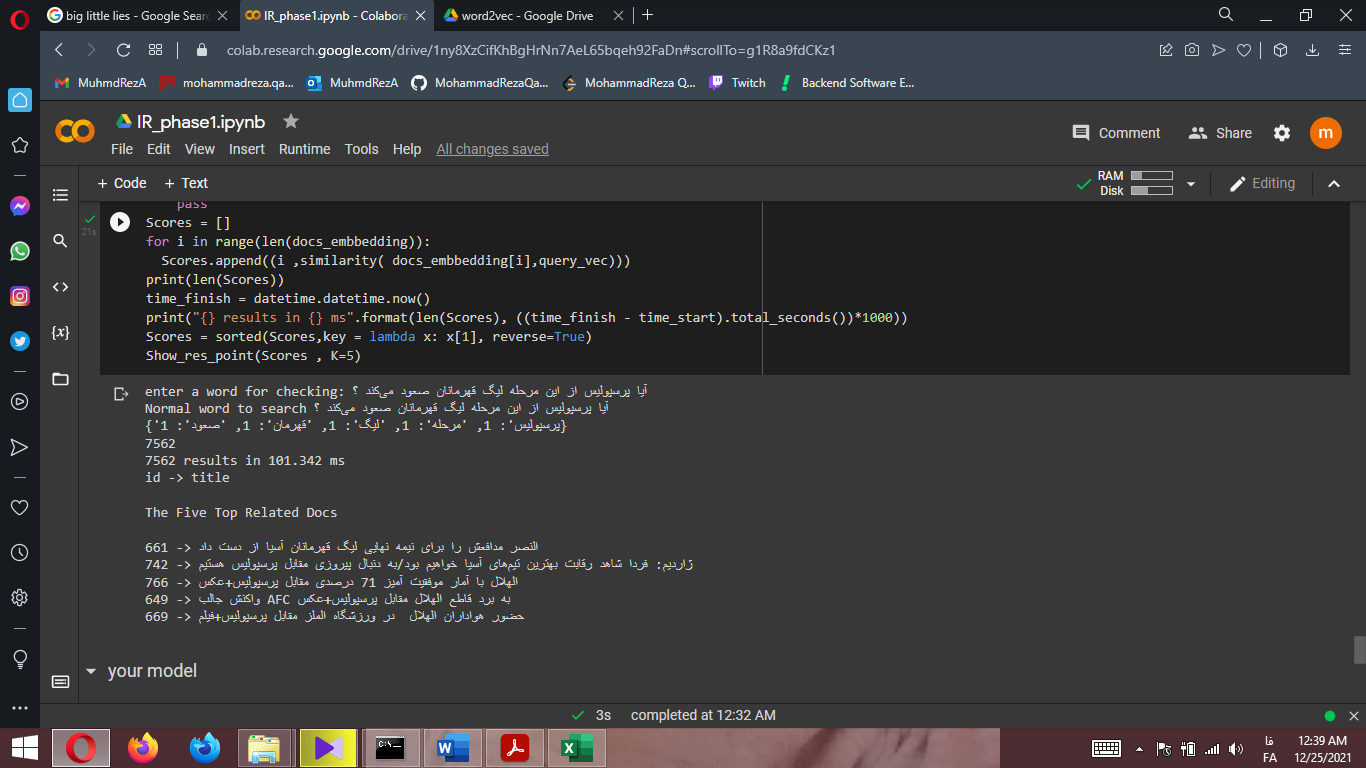 big little lies - Google Searc
IR_phase1.ipynb - Colabora
word2vec - Google Drive
colab.research.google.com/drive/1ny8XzCifKhBgHrNn7AeL65bqeh92FaDn#scrollTo=g1R8a9fdCKz1
MuhmdRezA
mohammadreza.qa...
MuhmdRezA
MohammadRezaQa...
MohammadReza Q...
Twitch
Backend Software E...
IR_phase1.ipynb
Comment
Share
m
File Edit View Insert Runtime Tools Help All changes saved
+ Code + Text
RAM
Disk
Editing
pass
21s
Scores = []
for i in range(len(docs_embbedding)):
Scores.append((i ,similarity( docs_embbedding[i],query_vec)))
print(len(Scores))
time_finish = datetime.datetime.now()
print("{} results in {} ms".format(len(Scores), ((time_finish - time_start).total_seconds())*1000))
Scores = sorted(Scores,key = lambda x: x[1], reverse=True)
Show_res_point(Scores , K=5)
enter a word for checking: آیا پرسپولیس از این مرحله لیگ قهرمانان صعود می‌کند ؟
Normal word to search آیا پرسپولیس از این مرحله لیگ قهرمانان صعود می‌کند ؟
{'پرسپولیس': 1, 'مرحله': 1, 'لیگ': 1, 'قهرمان': 1, 'صعود': 1}
7562
7562 results in 101.342 ms
id -> title
The Five Top Related Docs
661 -> النصر مدافعش را برای نیمه نهایی لیگ قهرمانان آسیا از دست داد
742 -> ژاردیم: فردا شاهد رقابت بهترین تیم‌های آسیا خواهیم بود/به دنبال پیروزی مقابل پرسپولیس هستیم
766 -> الهلال با آمار موفقیت آمیز 71 درصدی مقابل پرسپولیس+عکس
649 -> واکنش جالب AFC به برد قاطع الهلال مقابل پرسپولیس+عکس
669 -> حضور هواداران الهلال در ورزشگاه الملز مقابل پرسپولیس+فیلم
your model
3s completed at 12:32 AM
فا
FA
12:39 AM
12/25/2021